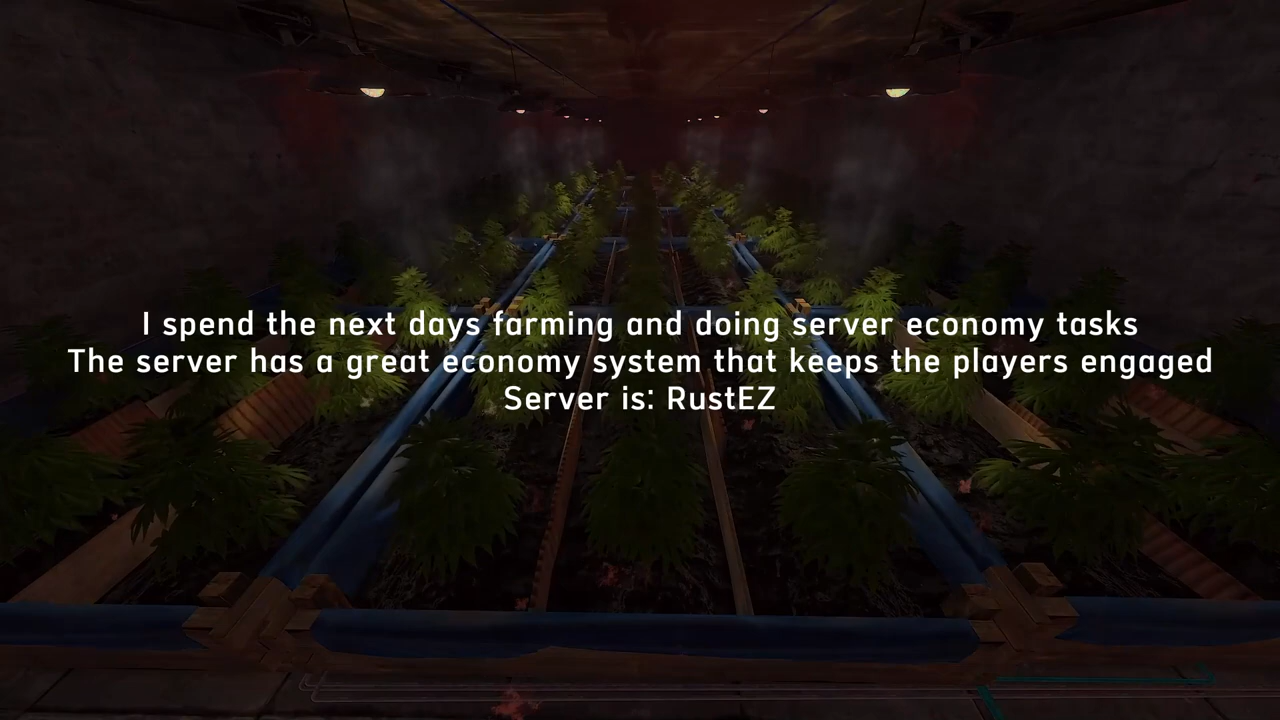 I spend the next days farming and doing server economy tasks
The server has a great economy system that keeps the players engaged
Server is: RustEZ